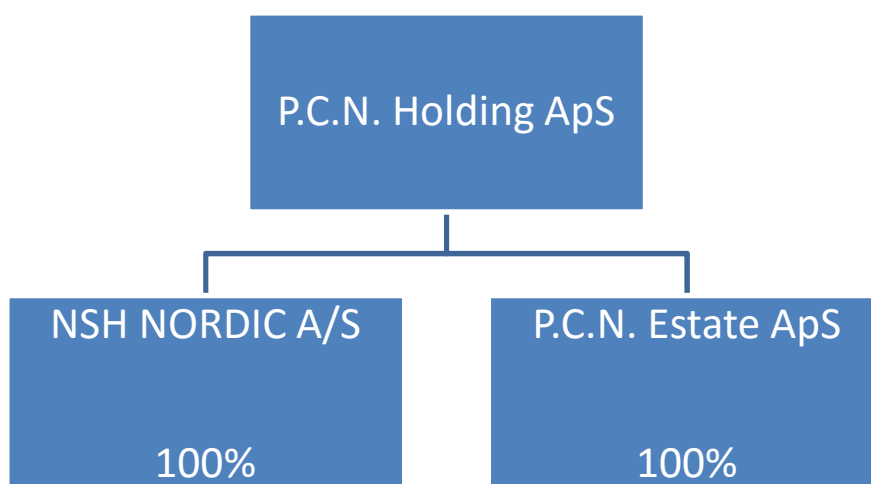 P.C.N. Holding ApS
NSH NORDIC A/S
100%
P.C.N. Estate ApS
100%